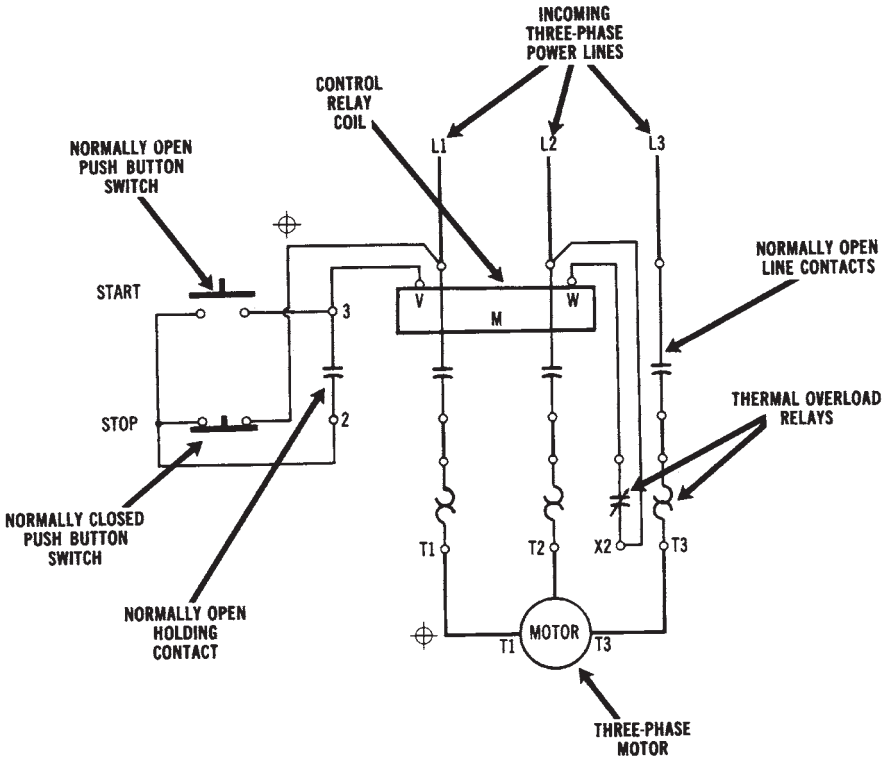 INCOMING
THREE-PHASE
POWER LINES
CONTROL
RELAY
COIL
L1
L2
L3
NORMALLY OPEN
PUSH BUTTON
SWITCH
NORMALLY OPEN
LINE CONTACTS
START
3
V
M
W
THERMAL OVERLOAD
RELAYS
STOP
2
NORMALLY CLOSED
PUSH BUTTON
SWITCH
T1
T2
X2
T3
NORMALLY OPEN
HOLDING
CONTACT
T1
MOTOR
T3
THREE-PHASE
MOTOR